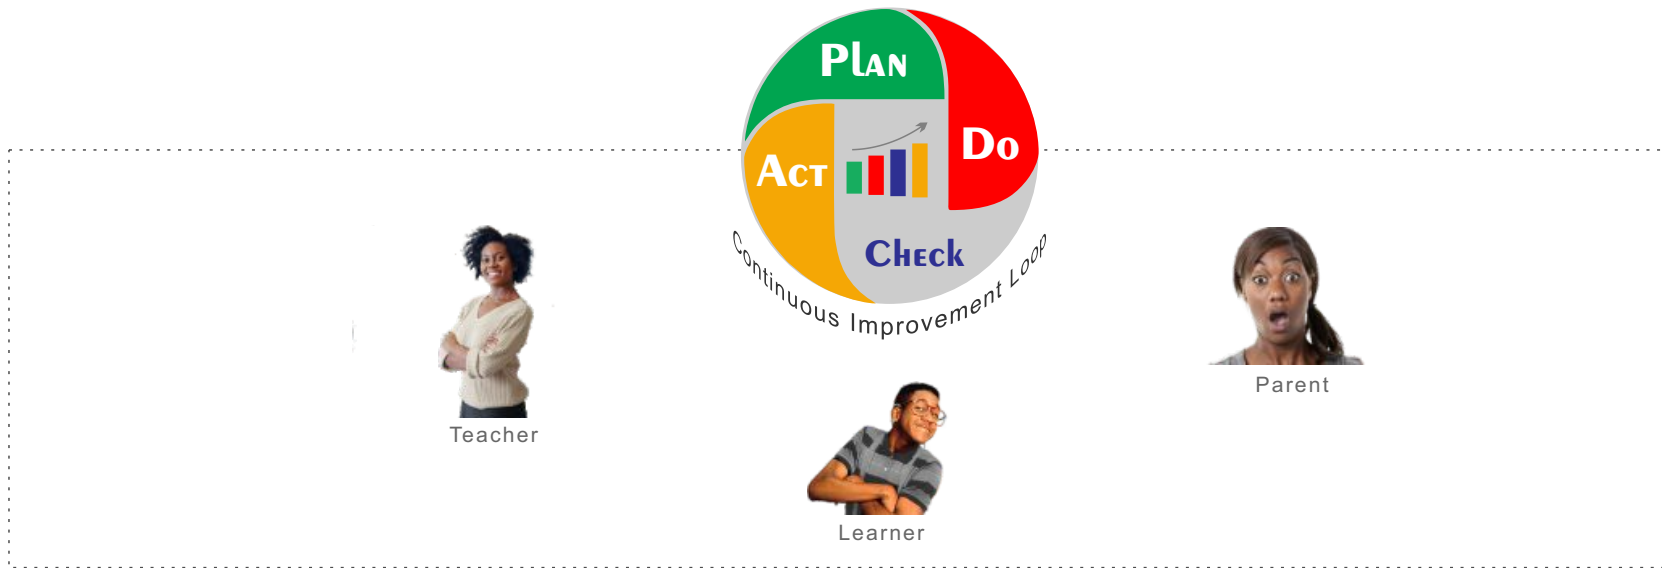 Plan
Do
Act
Check
Continuous Improvement Loop
Parent
Teacher
Learner